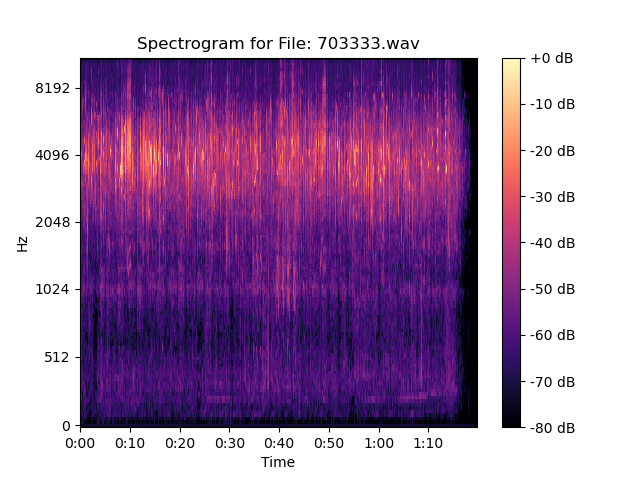 Spectrogram for File: 703333.wav
+0 dB
8192
-10 dB
4096
-20 dB
-30 dB
2048
-40 dB
Hz
1024
-50 dB
-60 dB
512
-70 dB
0
-80 dB
0:00 0:10 0:20 0:30 0:40 0:50 1:00 1:10
Time